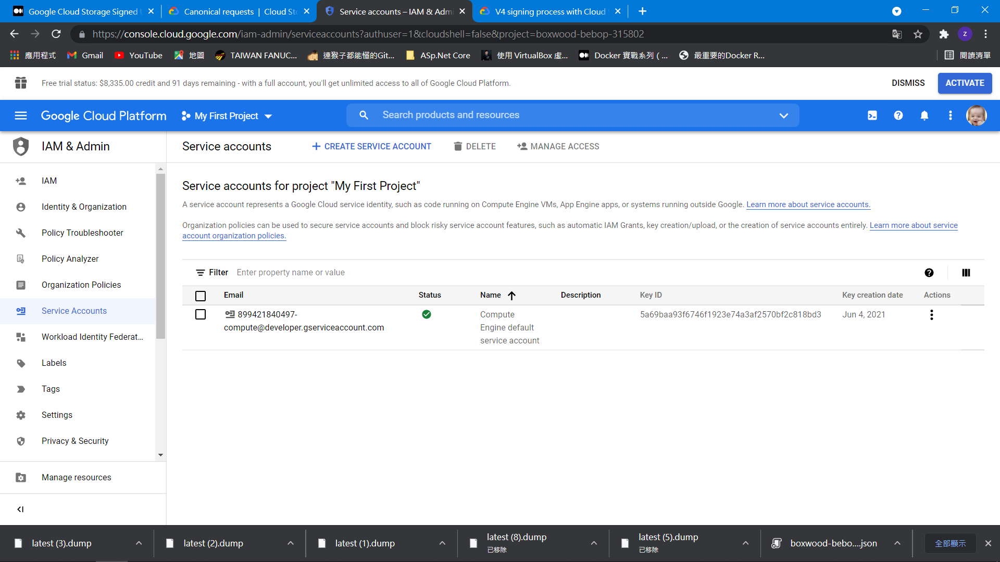 Google Cloud Storage Signed
Canonical requests | Cloud Sto
Service accounts – IAM & Admi
V4 signing process with Cloud
https://console.cloud.google.com/iam-admin/serviceaccounts?authuser=1&cloudshell=false&project=boxwood-bebop-315802
Z
應用程式
Gmail
YouTube
地圖
TAIWAN FANUC...
連猴子都能懂的Git...
ASp.Net Core
使用 VirtualBox 虛...
Docker 實戰系列 ( ...
最重要的Docker R...
閱讀清單
Free trial status: $8,335.00 credit and 91 days remaining - with a full account, you'll get unlimited access to all of Google Cloud Platform.
DISMISS
ACTIVATE
Google Cloud Platform
My First Project
Search products and resources
IAM & Admin
Service accounts
CREATE SERVICE ACCOUNT
DELETE
MANAGE ACCESS
IAM
Identity & Organization
Policy Troubleshooter
Policy Analyzer
Organization Policies
Service Accounts
Workload Identity Federat...
Labels
Tags
Settings
Privacy & Security
Manage resources
Service accounts for project "My First Project"
A service account represents a Google Cloud service identity, such as code running on Compute Engine VMs, App Engine apps, or systems running outside Google. Learn more about service accounts.
Organization policies can be used to secure service accounts and block risky service account features, such as automatic IAM Grants, key creation/upload, or the creation of service accounts entirely. Learn more about service
account organization policies.
Filter
Enter property name or value
Email
Status
Name
Description
Key ID
Key creation date
Actions
899421840497-
compute@developer.gserviceaccount.com
Compute
Engine default
service account
5a69baa93f6746f1923e74a3af2570bf2c818bd3
Jun 4, 2021
latest (3).dump
latest (2).dump
latest (1).dump
latest (8).dump
已移除
latest (5).dump
已移除
boxwood-bebo....json
全部顯示